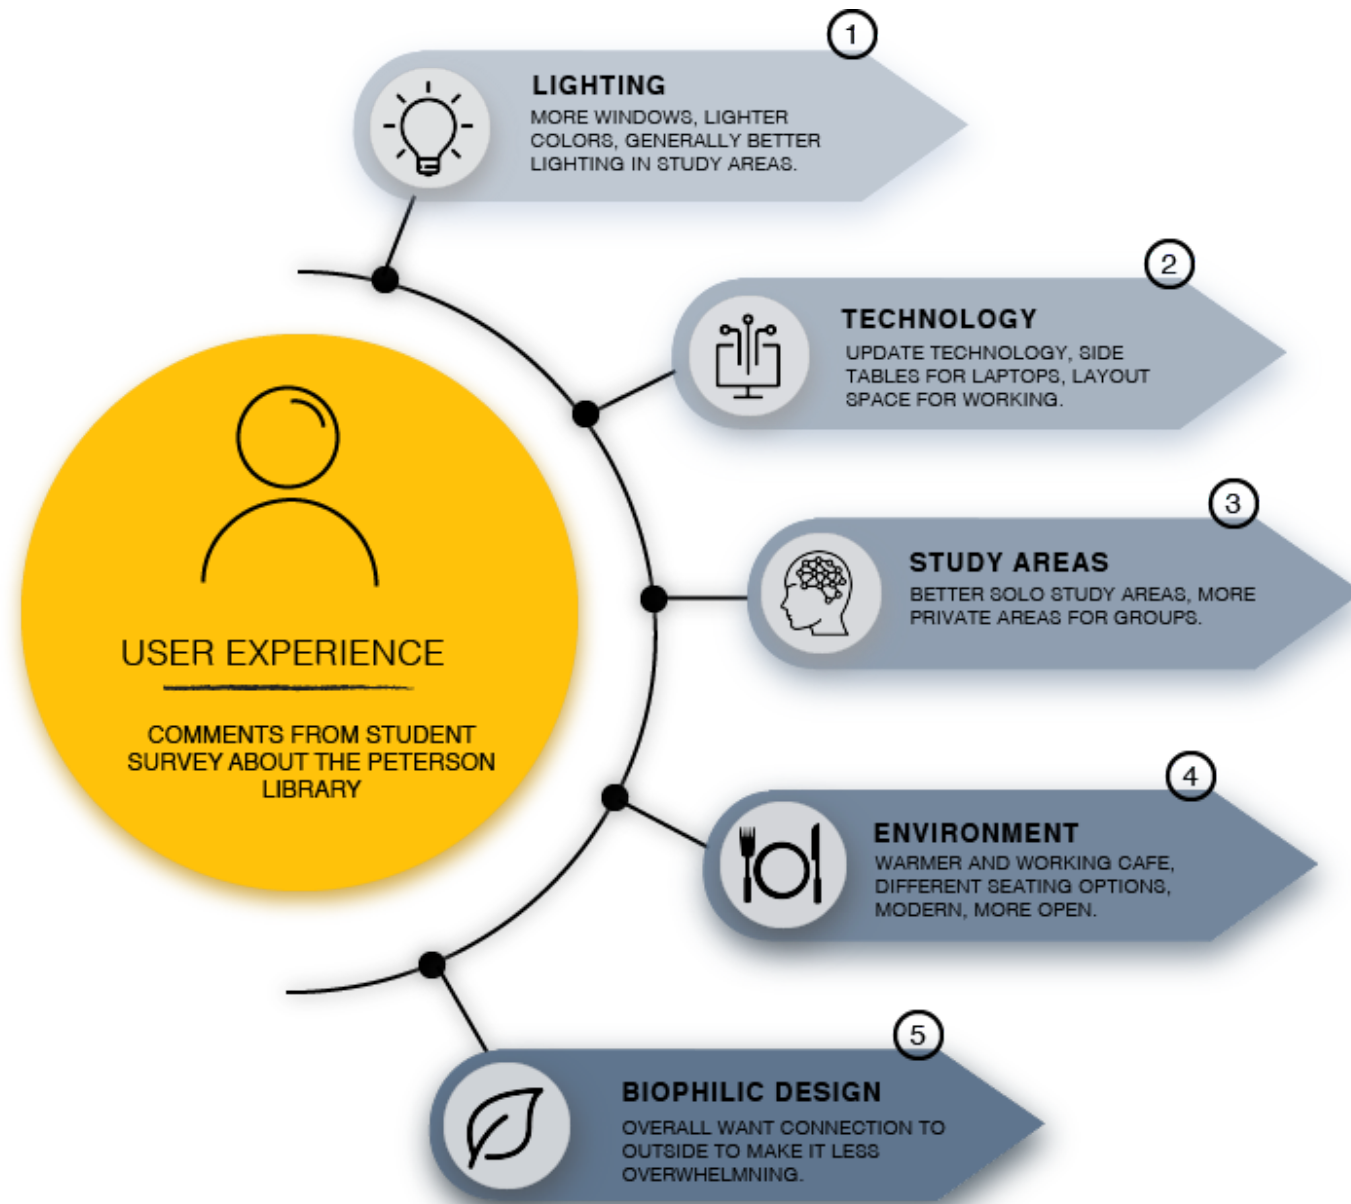 1
LIGHTING
MORE WINDOWS, LIGHTER
COLORS, GENERALLY BETTER
LIGHTING IN STUDY AREAS.
2
TECHNOLOGY
UPDATE TECHNOLOGY, SIDE
TABLES FOR LAPTOPS, LAYOUT
SPACE FOR WORKING.
3
STUDY AREAS
BETTER SOLO STUDY AREAS, MORE
PRIVATE AREAS FOR GROUPS.
USER EXPERIENCE
COMMENTS FROM STUDENT
SURVEY ABOUT THE PETERSON
LIBRARY
4
ENVIRONMENT
WARMER AND WORKING CAFE,
DIFFERENT SEATING OPTIONS,
MODERN, MORE OPEN.
5
BIOPHILIC DESIGN
OVERALL WANT CONNECTION TO
OUTSIDE TO MAKE IT LESS
OVERWHELMNING.